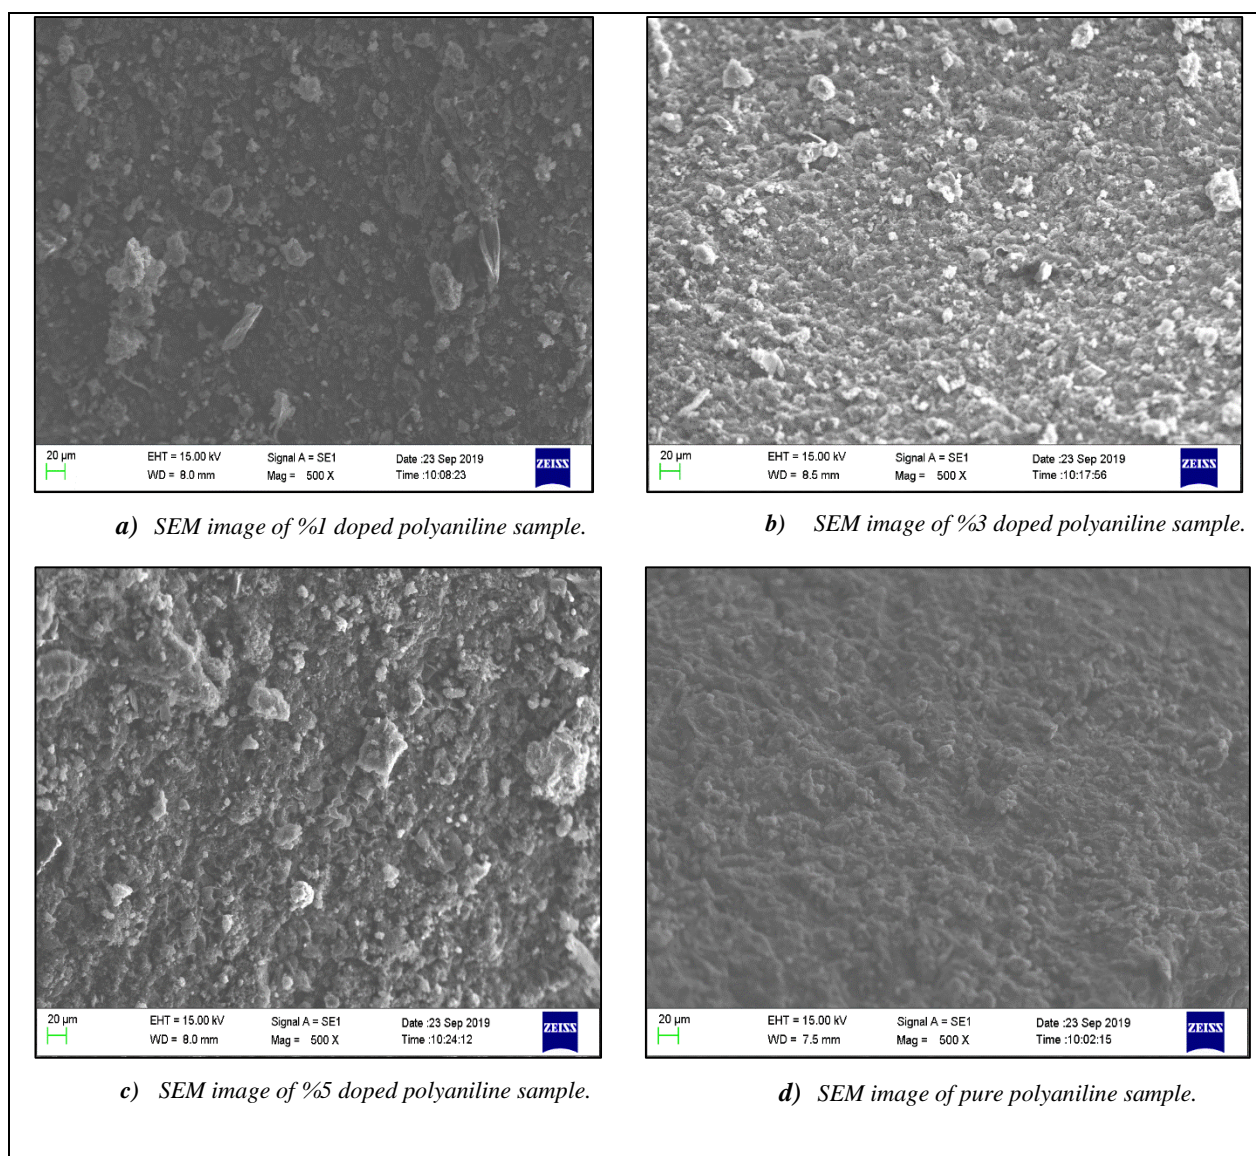 20 µm
EHT = 15.00 kV
WD = 8.0 mm
Signal A = SE1
Mag = 500 X
Date :23 Sep 2019
Time :10:08:23
ZEISS
a) SEM image of %1 doped polyaniline sample.
20 µm
EHT = 15.00 kV
WD = 8.5 mm
Signal A = SE1
Mag = 500 X
Date :23 Sep 2019
Time :10:17:56
ZEISS
b) SEM image of %3 doped polyaniline sample.
20 µm
EHT = 15.00 kV
WD = 8.0 mm
Signal A = SE1
Mag = 500 X
Date :23 Sep 2019
Time :10:24:12
ZEISS
c) SEM image of %5 doped polyaniline sample.
20 µm
EHT = 15.00 kV
WD = 7.5 mm
Signal A = SE1
Mag = 500 X
Date :23 Sep 2019
Time :10:02:15
ZEISS
d) SEM image of pure polyaniline sample.